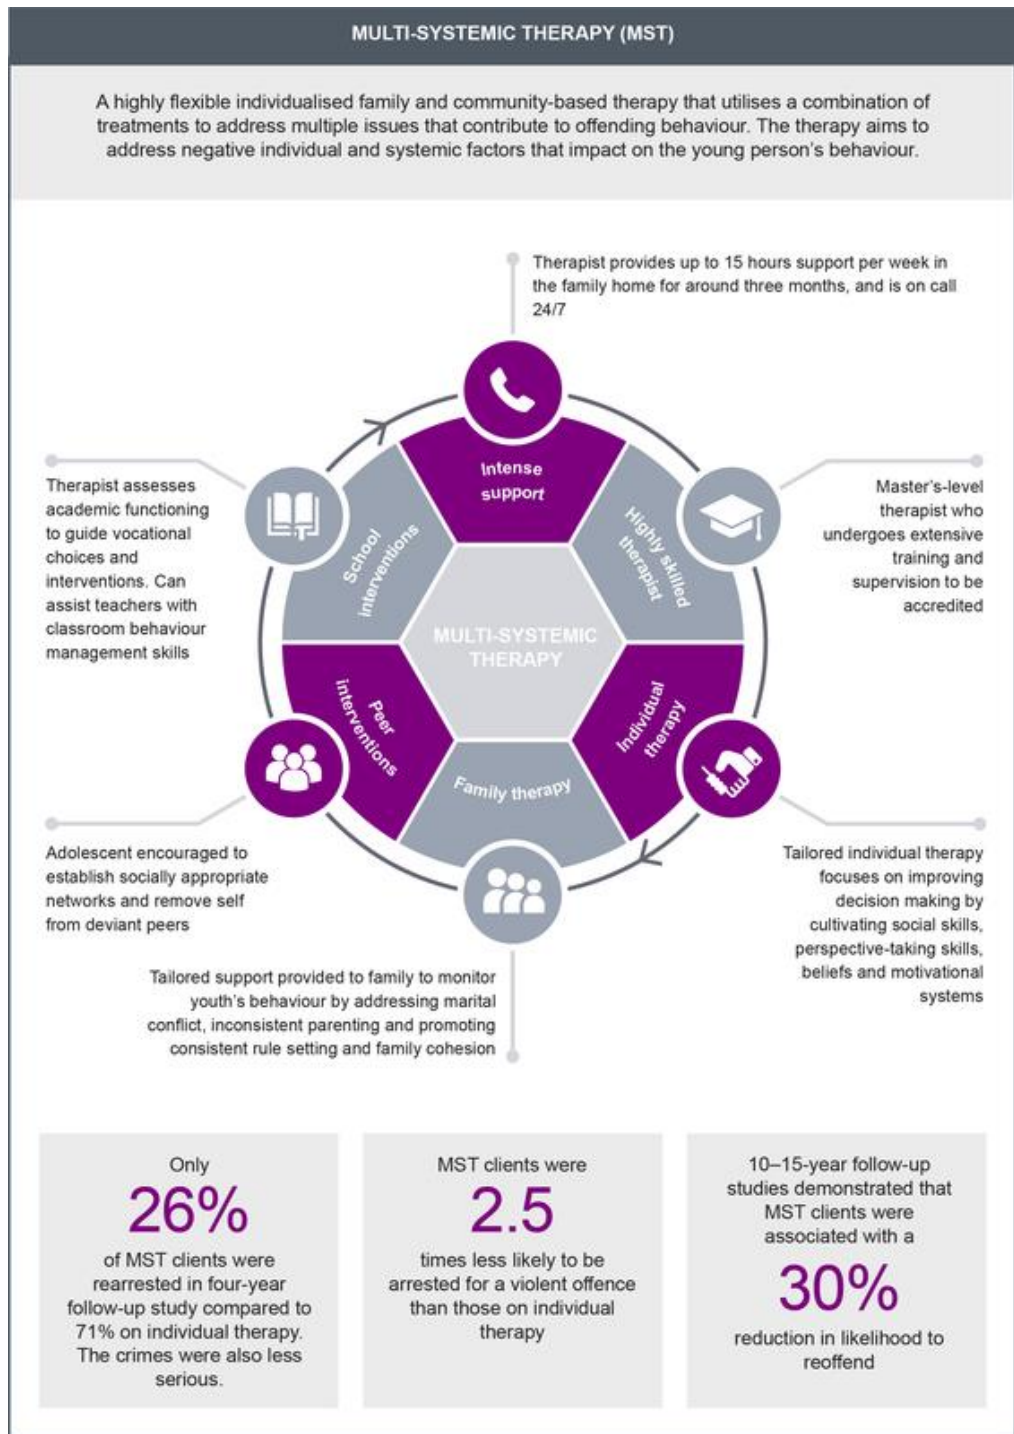 MULTI-SYSTEMIC THERAPY (MST)
A highly flexible individualised family and community-based therapy that utilises a combination of
treatments to address multiple issues that contribute to offending behaviour. The therapy aims to
address negative individual and systemic factors that impact on the young person's behaviour.
Therapist provides up to 15 hours support per week in
the family home for around three months, and is on call
24/7
Intense
support
Highly skilled
therapist
Master's-level
therapist who
undergoes extensive
training and
supervision to be
accredited
Individual
therapy
Tailored individual therapy
focuses on improving
decision making by
cultivating social skills,
perspective-taking skills,
beliefs and motivational
systems
Family therapy
Tailored support provided to family to monitor
youth's behaviour by addressing marital
conflict, inconsistent parenting and promoting
consistent rule setting and family cohesion
Peer
interventions
Adolescent encouraged to
establish socially appropriate
networks and remove self
from deviant peers
School
interventions
Therapist assesses
academic functioning
to guide vocational
choices and
interventions. Can
assist teachers with
classroom behaviour
management skills
MULTI-SYSTEMIC
THERAPY
Only
26%
of MST clients were
rearrested in four-year
follow-up study compared to
71% on individual therapy.
The crimes were also less
serious.
MST clients were
2.5
times less likely to be
arrested for a violent offence
than those on individual
therapy
10–15-year follow-up
studies demonstrated that
MST clients were
associated with a
30%
reduction in likelihood to
reoffend